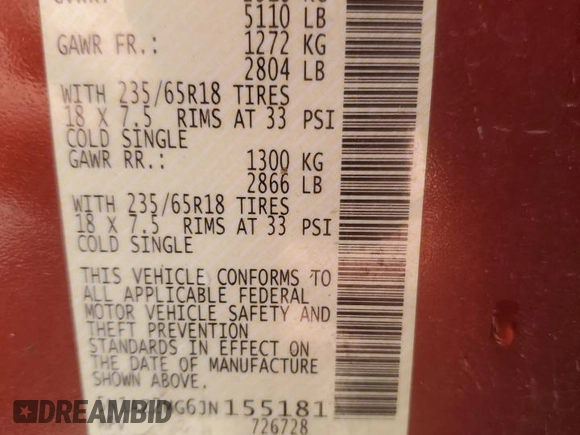 5110 LB
GAWR FR.: 1272 KG
2804 LB
WITH 235/65R18 TIRES
18 X 7.5 RIMS AT 33 PSI
COLD SINGLE
GAWR RR.: 1300 KG
2866 LB
WITH 235/65R18 TIRES
18 X 7.5 RIMS AT 33 PSI
COLD SINGLE
THIS VEHICLE CONFORMS TO
ALL APPLICABLE FEDERAL
MOTOR VEHICLE SAFETY AND
THEFT PREVENTION
STANDARDS IN EFFECT ON
THE DATE OF MANUFACTURE
SHOWN ABOVE.
155181
726728
DREAMBID